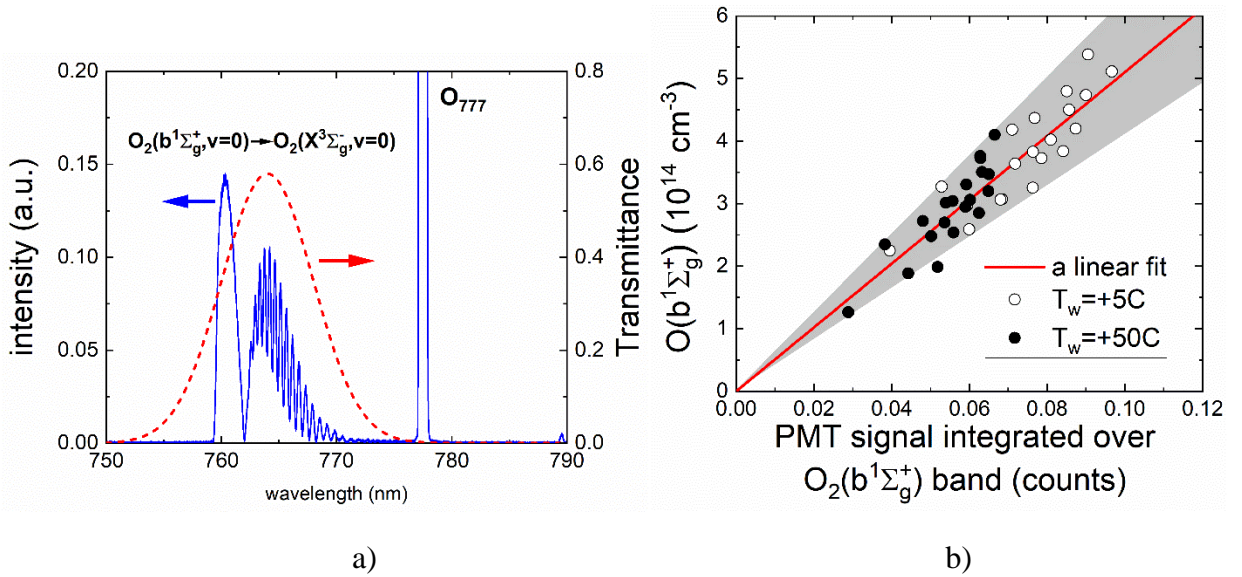 0.20
0.15
0.10
0.05
0.00
intensity (a.u.)
O₂(b¹Σg⁺,v=0)→O₂(X³Σg⁻,v=0)
O₇₇₇
0.8
0.6
0.4
0.2
0.0
Transmittance
750 760 770 780 790
wavelength (nm)
a)
b)
6
5
4
3
2
1
0
O(b¹Σg⁺) (10¹⁴ cm⁻³)
a linear fit
T_w=+5C
T_w=+50C
0.00 0.02 0.04 0.06 0.08 0.10 0.12
PMT signal integrated over
O₂(b¹Σg⁺) band (counts)
b)